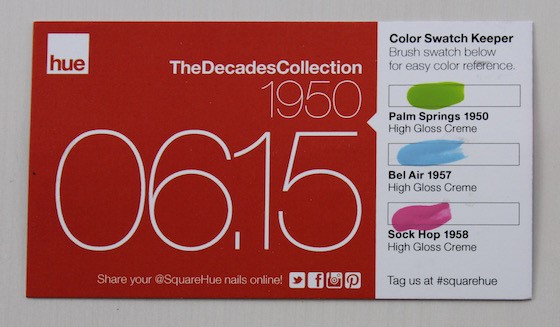 hue
TheDecadesCollection
1950
06.15
Share your @SquareHue nails online!
Color Swatch Keeper
Brush swatch below
for easy color reference.
Palm Springs 1950
High Gloss Creme
Bel Air 1957
High Gloss Creme
Sock Hop 1958
High Gloss Creme
Tag us at #squarehue